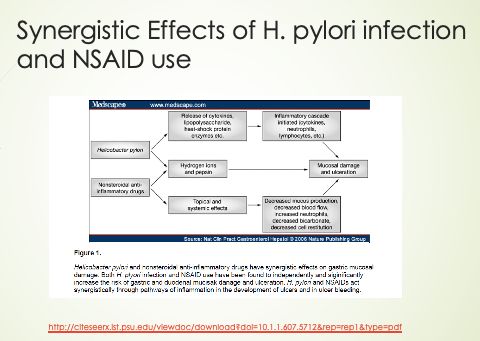 Synergistic Effects of H. pylori infection
and NSAID use
Medscape® www.medscape.com
Release of cytokines,
lipopolysaccharide,
heat-shock protein
enzymes etc.
Inflammatory cascade
initiated (cytokines,
neutrophils,
lymphocytes, etc.)
Helicobacter pylori
Hydrogen ions
and pepsin
Mucosal damage
and ulceration
Nonsteroidal anti-
inflammatory drugs
Topical and
systemic effects
Decreased mucus production,
decreased blood flow,
increased neutrophils,
decreased bicarbonate,
decreased cell restitution
Source: Nat Clin Pract Gastroenterol Hepatol © 2006 Nature Publishing Group
Figure 1.
Helicobacter pylori and nonsteroidal anti-inflammatory drugs have synergistic effects on gastric mucosal
damage. Both H. plyori infection and NSAID use have been found to independently and siginificantly
increase the risk of gastric and duodenal mucisak damage and ulceration. H. pylon and NSAIDs act
synergistically through pathways of inflammation in the development of ulcers and in ulcer bleeding.
http://citeseerx.ist.psu.edu/viewdoc/download?doi=10.1.1.607.5712&rep=rep1&type=pdf